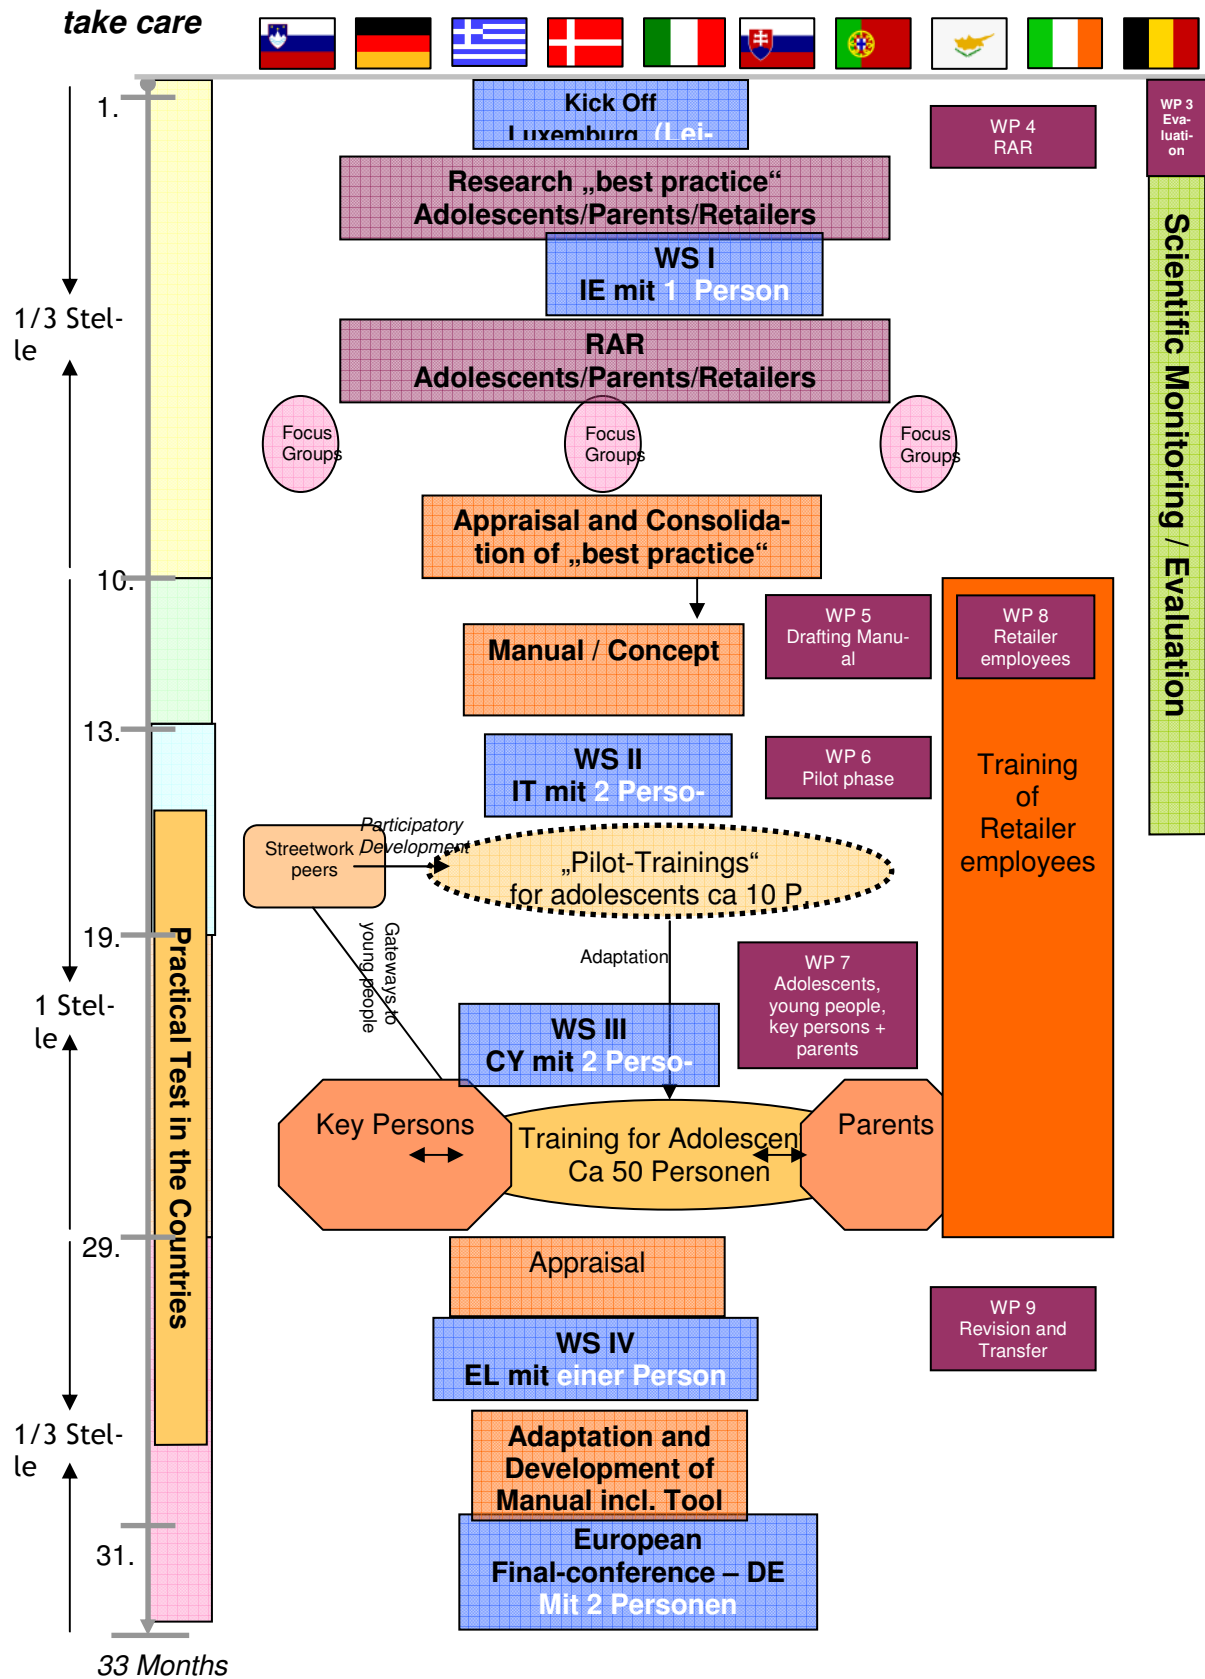 take care
1.
Kick Off
Luxemburg (Lei-
WP 3
Eva-
luati-
on
WP 4
RAR
Research „best practice“
Adolescents/Parents/Retailers
WS I
IE mit 1 Person
1/3 Stel-
le
RAR
Adolescents/Parents/Retailers
Scientific Monitoring / Evaluation
Focus
Groups
Focus
Groups
Focus
Groups
Appraisal and Consolida-
tion of „best practice“
10.
Manual / Concept
WP 5
Drafting Manu-
al
WP 8
Retailer
employees
13.
WS II
IT mit 2 Perso-
WP 6
Pilot phase
Training
of
Retailer
employees
Streetwork
peers
Participatory
Development
„Pilot-Trainings“
for adolescents ca 10 P
19.
Gateways to
young people
Adaptation
WP 7
Adolescents,
young people,
key persons +
parents
1 Stel-
le
Practical Test in the Countries
WS III
CY mit 2 Perso-
Key Persons
Training for Adolescen
Ca 50 Personen
Parents
29.
Appraisal
WP 9
Revision and
Transfer
WS IV
EL mit einer Person
1/3 Stel-
le
Adaptation and
Development of
Manual incl. Tool
31.
European
Final-conference – DE
Mit 2 Personen
33 Months